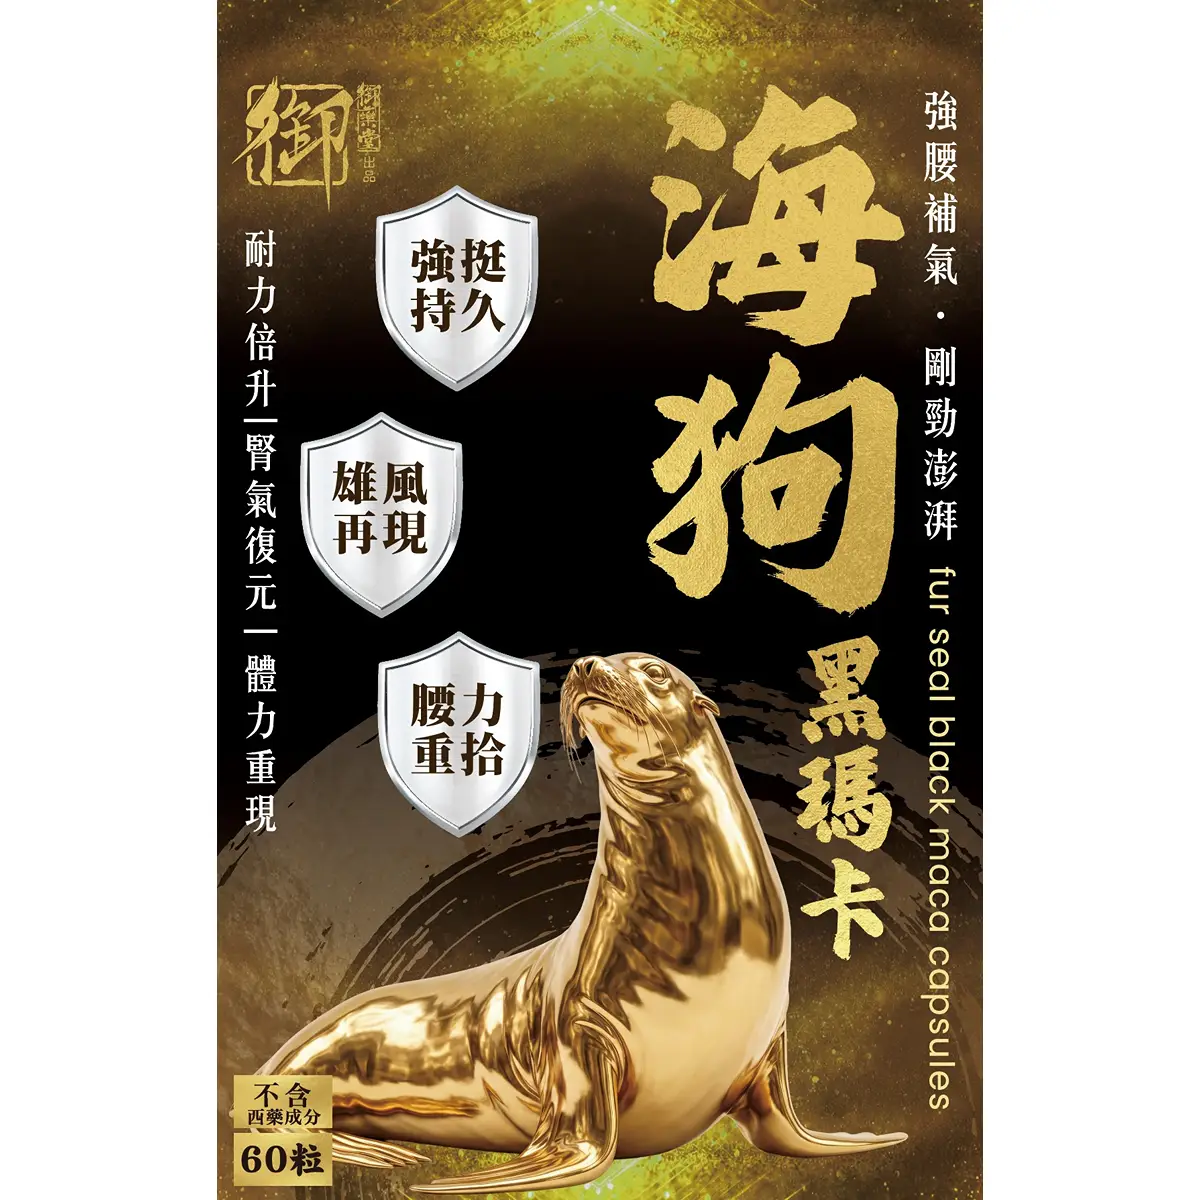 強腰補氣・剛勁澎湃 fur seal black maca capsules
海狗
黑瑪卡
御
御藥堂出品
強挺
持久
雄風
再現
腰力
重拾
耐力倍升|腎氣復元|體力重現
不含
西藥成分
60粒